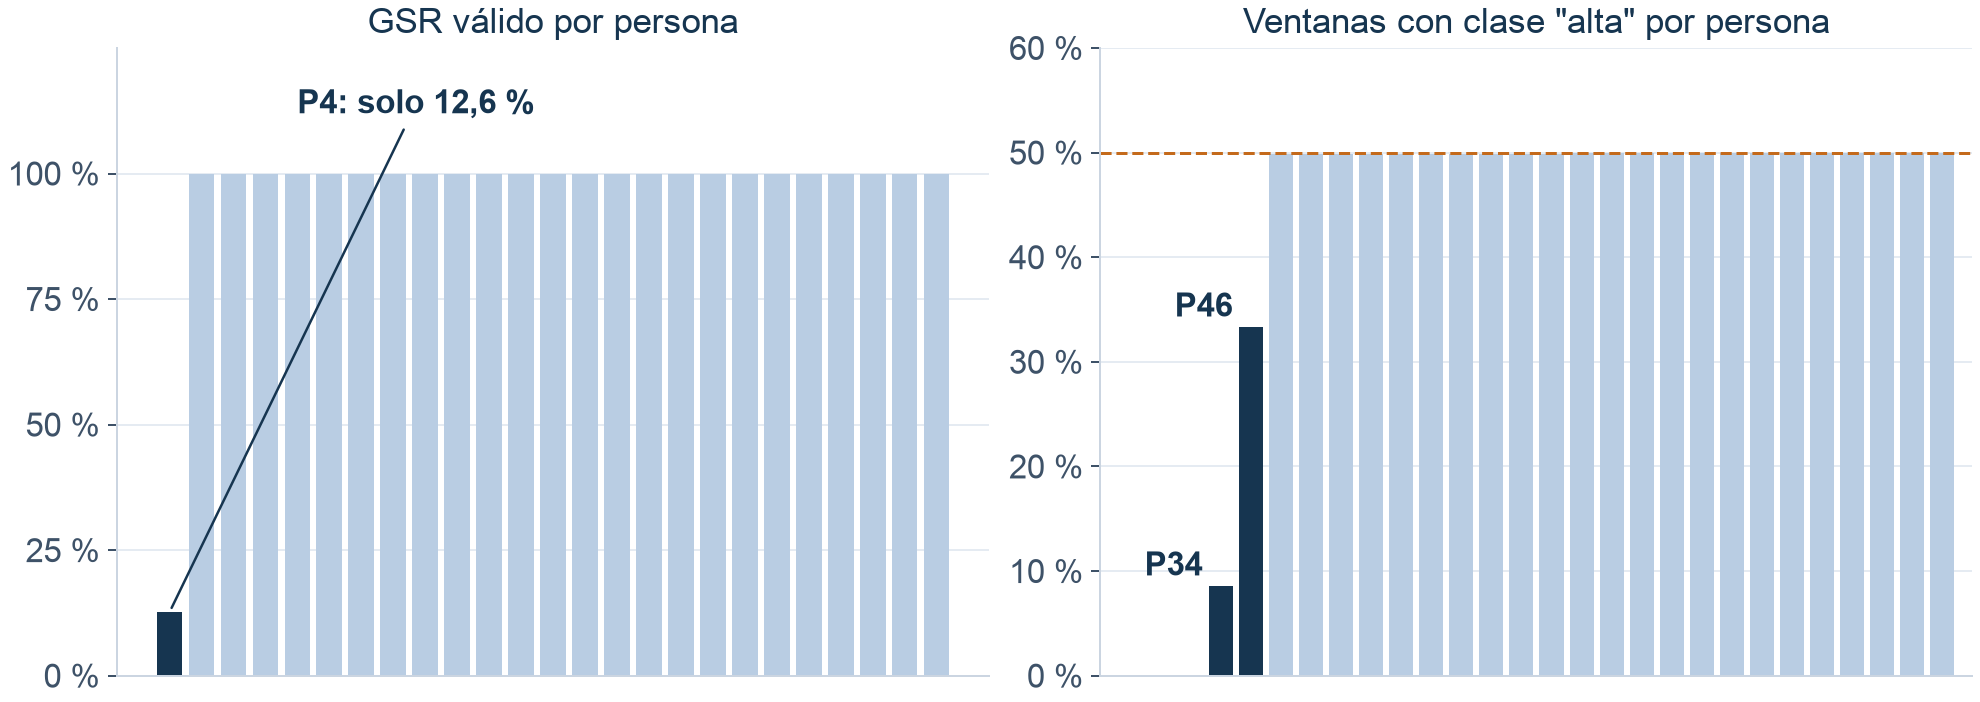 GSR válido por persona
P4: solo 12,6 %
100 %
75 %
50 %
25 %
0 %
Ventanas con clase "alta" por persona
60 %
50 %
40 %
30 %
20 %
10 %
0 %
P46
P34